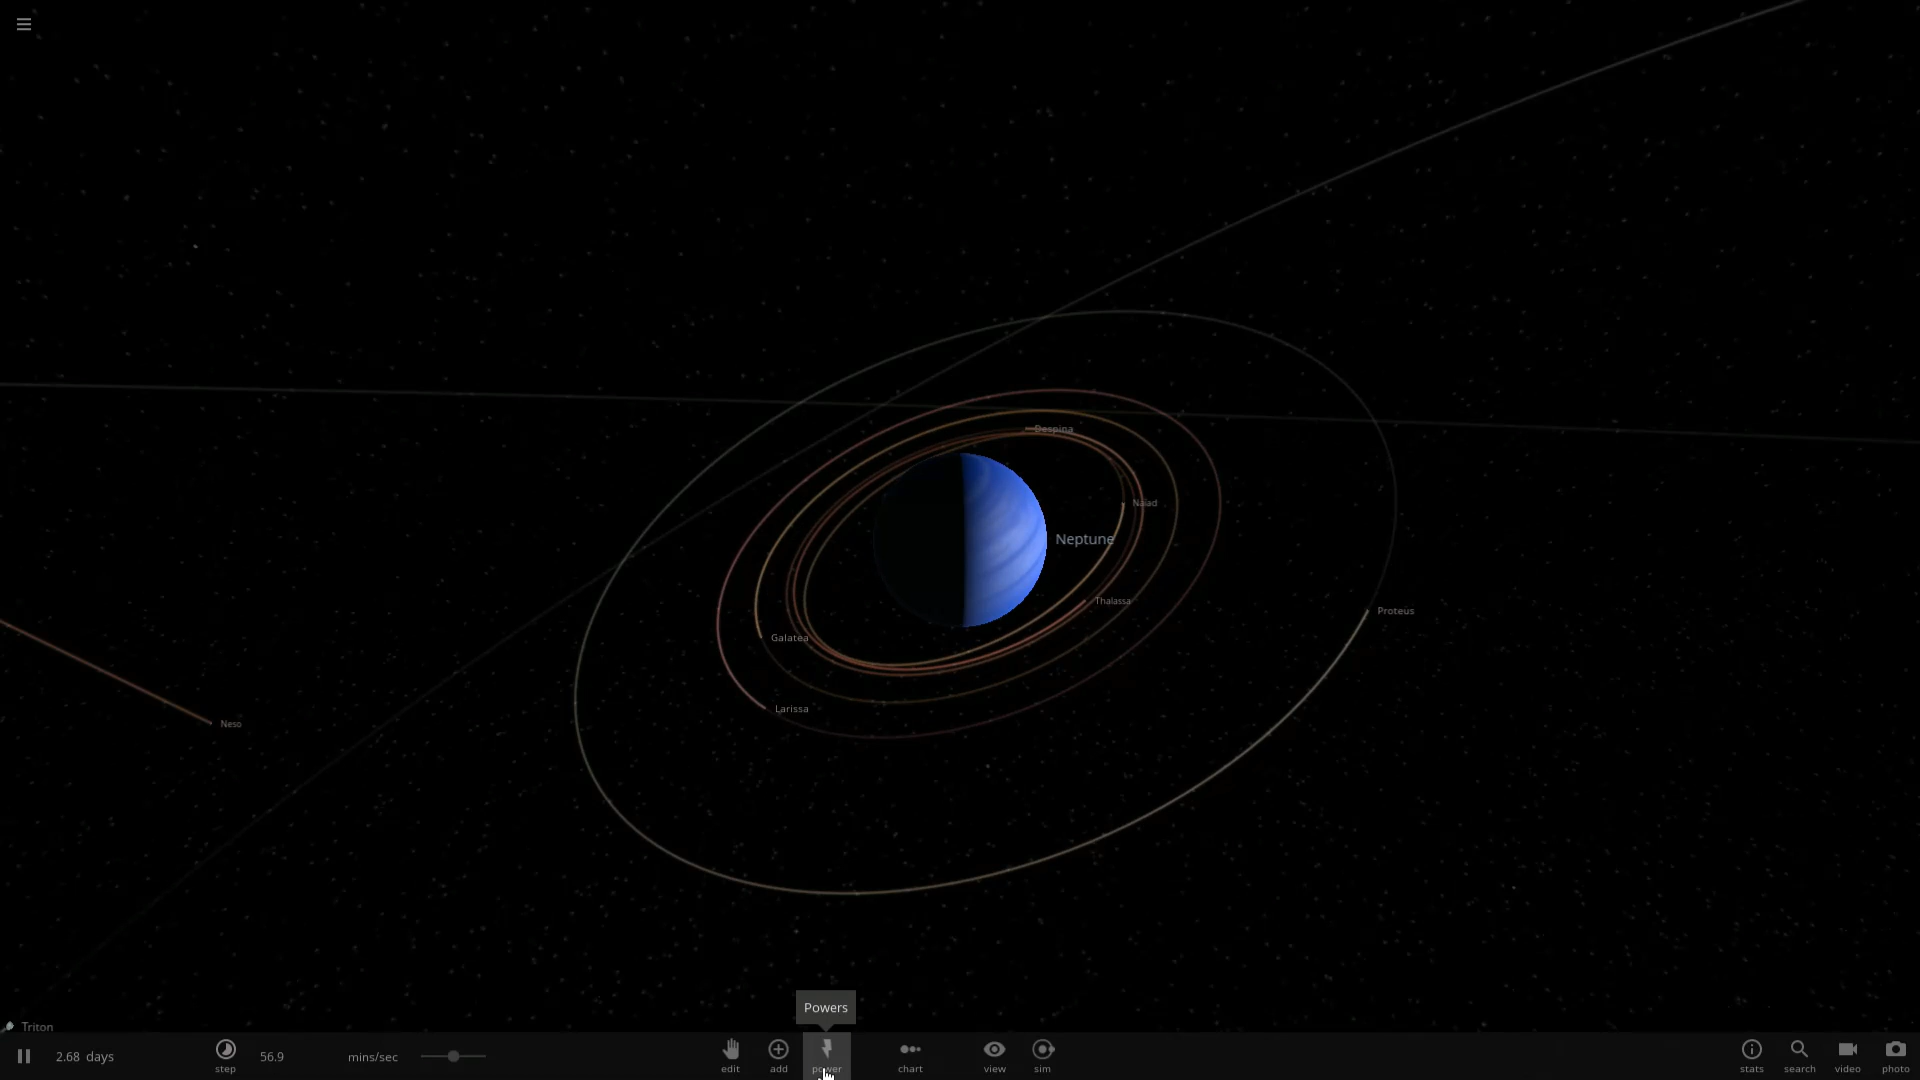 Despina
Naiad
Neptune
Thalassa
Proteus
Galatea
Larissa
Neso
Powers
Triton
2.68 days
step
56.9
mins/sec
edit
add
power
chart
view
sim
stats
search
video
photo